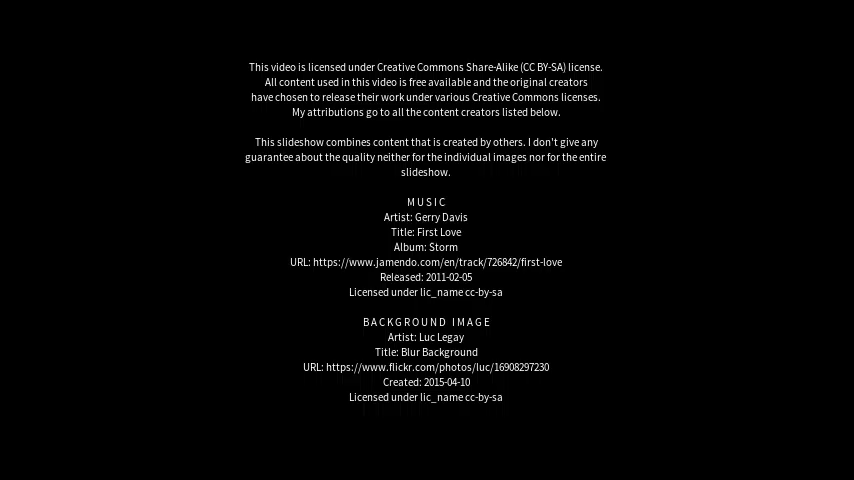 This video is licensed under Creative Commons Share-Alike (CC BY-SA) license.
All content used in this video is free available and the original creators
have chosen to release their work under various Creative Commons licenses.
My attributions go to all the content creators listed below.
This slideshow combines content that is created by others. I don't give any
guarantee about the quality neither for the individual images nor for the entire
slideshow.
MUSIC
Artist: Gerry Davis
Title: First Love
Album: Storm
URL: https://www.jamendo.com/en/track/726842/first-love
Released: 2011-02-05
Licensed under lic_name cc-by-sa
BACKGROUND IMAGE
Artist: Luc Legay
Title: Blur Background
URL: https://www.flickr.com/photos/luc/16908297230
Created: 2015-04-10
Licensed under lic_name cc-by-sa